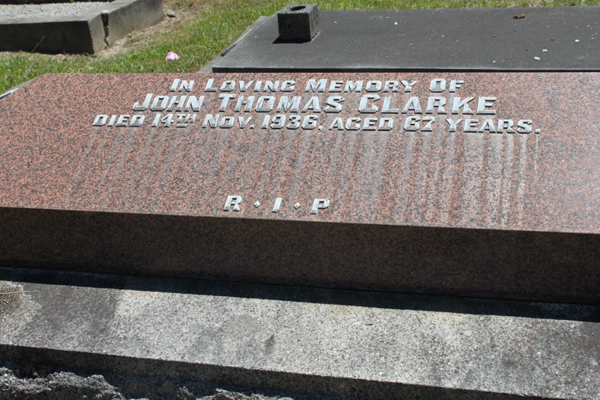 In Loving Memory Of
John Thomas Clarke
Died 14th Nov. 1936, aged 67 years.
R · I · P